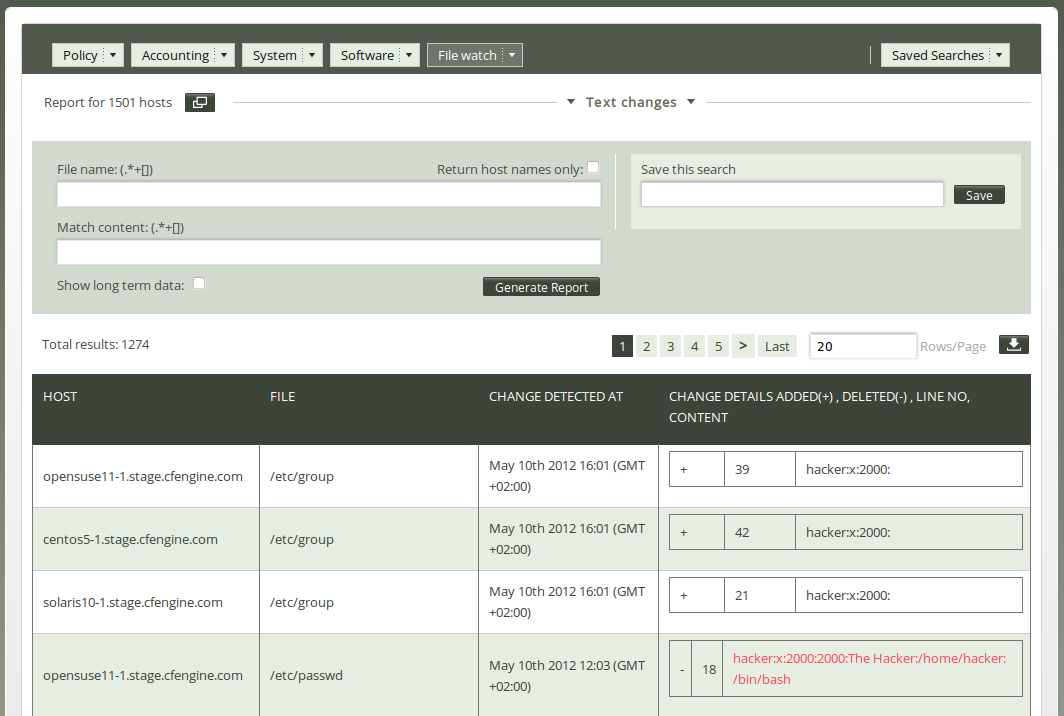 Policy Accounting System Software File watch Saved Searches
Report for 1501 hosts Text changes
File name: (.*+[]) Return host names only: Save this search
Save
Match content: (.*+[])
Show long term data: Generate Report
Total results: 1274 1 2 3 4 5 > Last 20 Rows/Page
HOST FILE CHANGE DETECTED AT CHANGE DETAILS ADDED(+) , DELETED(-) , LINE NO,
CONTENT
opensuse11-1.stage.cfengine.com /etc/group May 10th 2012 16:01 (GMT
+02:00) + 39 hacker:x:2000:
centos5-1.stage.cfengine.com /etc/group May 10th 2012 16:01 (GMT
+02:00) + 42 hacker:x:2000:
solaris10-1.stage.cfengine.com /etc/group May 10th 2012 16:01 (GMT
+02:00) + 21 hacker:x:2000:
opensuse11-1.stage.cfengine.com /etc/passwd May 10th 2012 12:03 (GMT
+02:00) - 18 hacker:x:2000:2000:The Hacker:/home/hacker:
/bin/bash